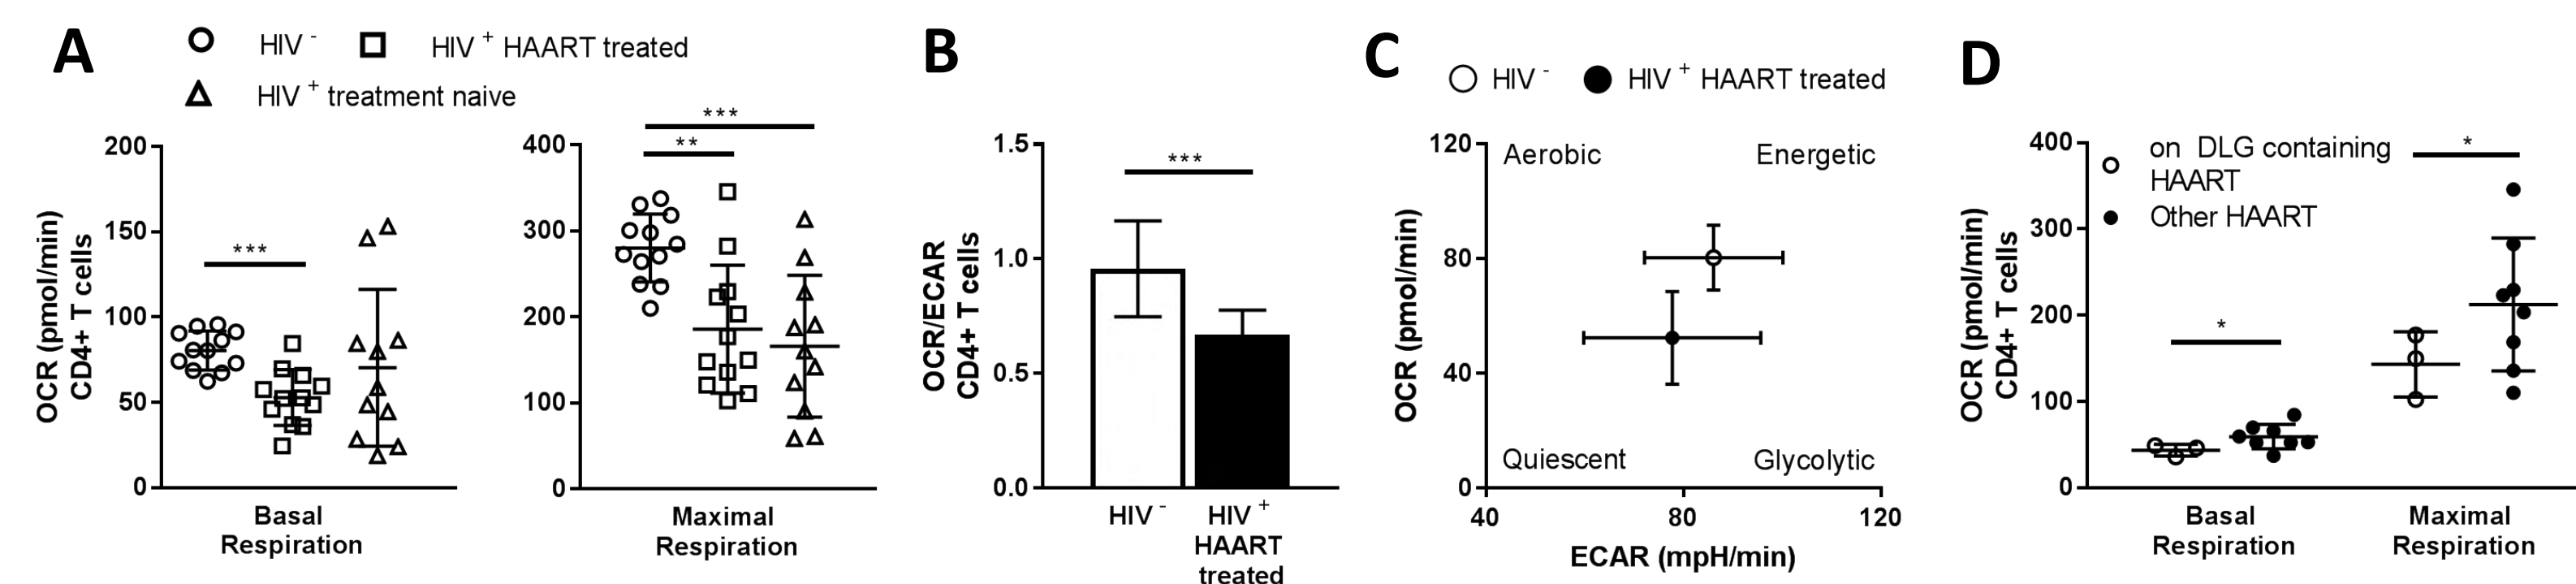 A
HIV -
HIV + HAART treated
HIV + treatment naive
OCR (pmol/min)
CD4+ T cells
200
150
100
50
0
***
Basal
Respiration
400
300
200
100
0
***
**
Maximal
Respiration
B
OCR/ECAR
CD4+ T cells
1.5
1.0
0.5
0.0
***
HIV -
HIV +
HAART
treated
C
HIV -
HIV + HAART treated
OCR (pmol/min)
120
80
40
0
Aerobic
Energetic
Quiescent
Glycolytic
40
80
120
ECAR (mpH/min)
D
on DLG containing
HAART
Other HAART
OCR (pmol/min)
CD4+ T cells
400
300
200
100
0
*
*
Basal
Respiration
Maximal
Respiration